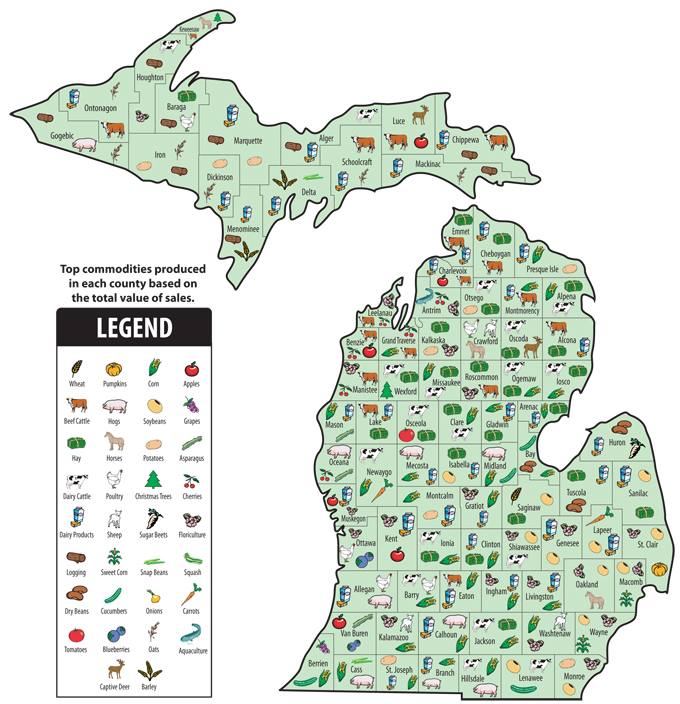 Keweenaw
Houghton
Ontonagon
Baraga
Gogebic
Iron
Marquette
Dickinson
Menominee
Delta
Alger
Schoolcraft
Luce
Mackinac
Chippewa
Top commodities produced
in each county based on
the total value of sales.
LEGEND
Wheat Pumpkins Corn Apples
Beef Cattle Hogs Soybeans Grapes
Hay Horses Potatoes Asparagus
Dairy Cattle Poultry Christmas Trees Cherries
Dairy Products Sheep Sugar Beets Floriculture
Logging Sweet Corn Snap Beans Squash
Dry Beans Cucumbers Onions Carrots
Tomatoes Blueberries Oats Aquaculture
Captive Deer Barley
Emmet
Cheboygan
Presque Isle
Charlevoix
Antrim
Otsego
Montmorency
Alpena
Leelanau
Benzie
Grand Traverse
Kalkaska
Crawford
Oscoda
Alcona
Manistee
Wexford
Missaukee
Roscommon
Ogemaw
Iosco
Mason
Lake
Osceola
Clare
Gladwin
Arenac
Oceana
Newaygo
Mecosta
Isabella
Midland
Bay
Huron
Muskegon
Montcalm
Gratiot
Saginaw
Tuscola
Sanilac
Ottawa
Kent
Ionia
Clinton
Shiawassee
Genesee
Lapeer
St. Clair
Allegan
Barry
Eaton
Ingham
Livingston
Oakland
Macomb
Van Buren
Kalamazoo
Calhoun
Jackson
Washtenaw
Wayne
Berrien
Cass
St. Joseph
Branch
Hillsdale
Lenawee
Monroe